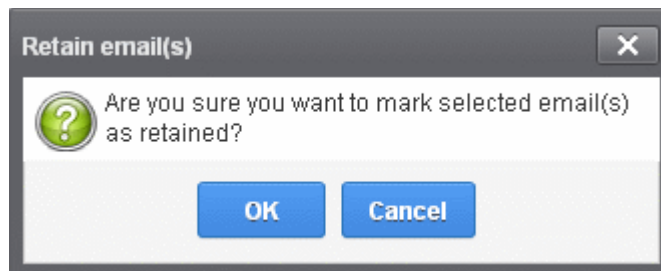 Retain email(s)
Are you sure you want to mark selected email(s)
as retained?
OK
Cancel